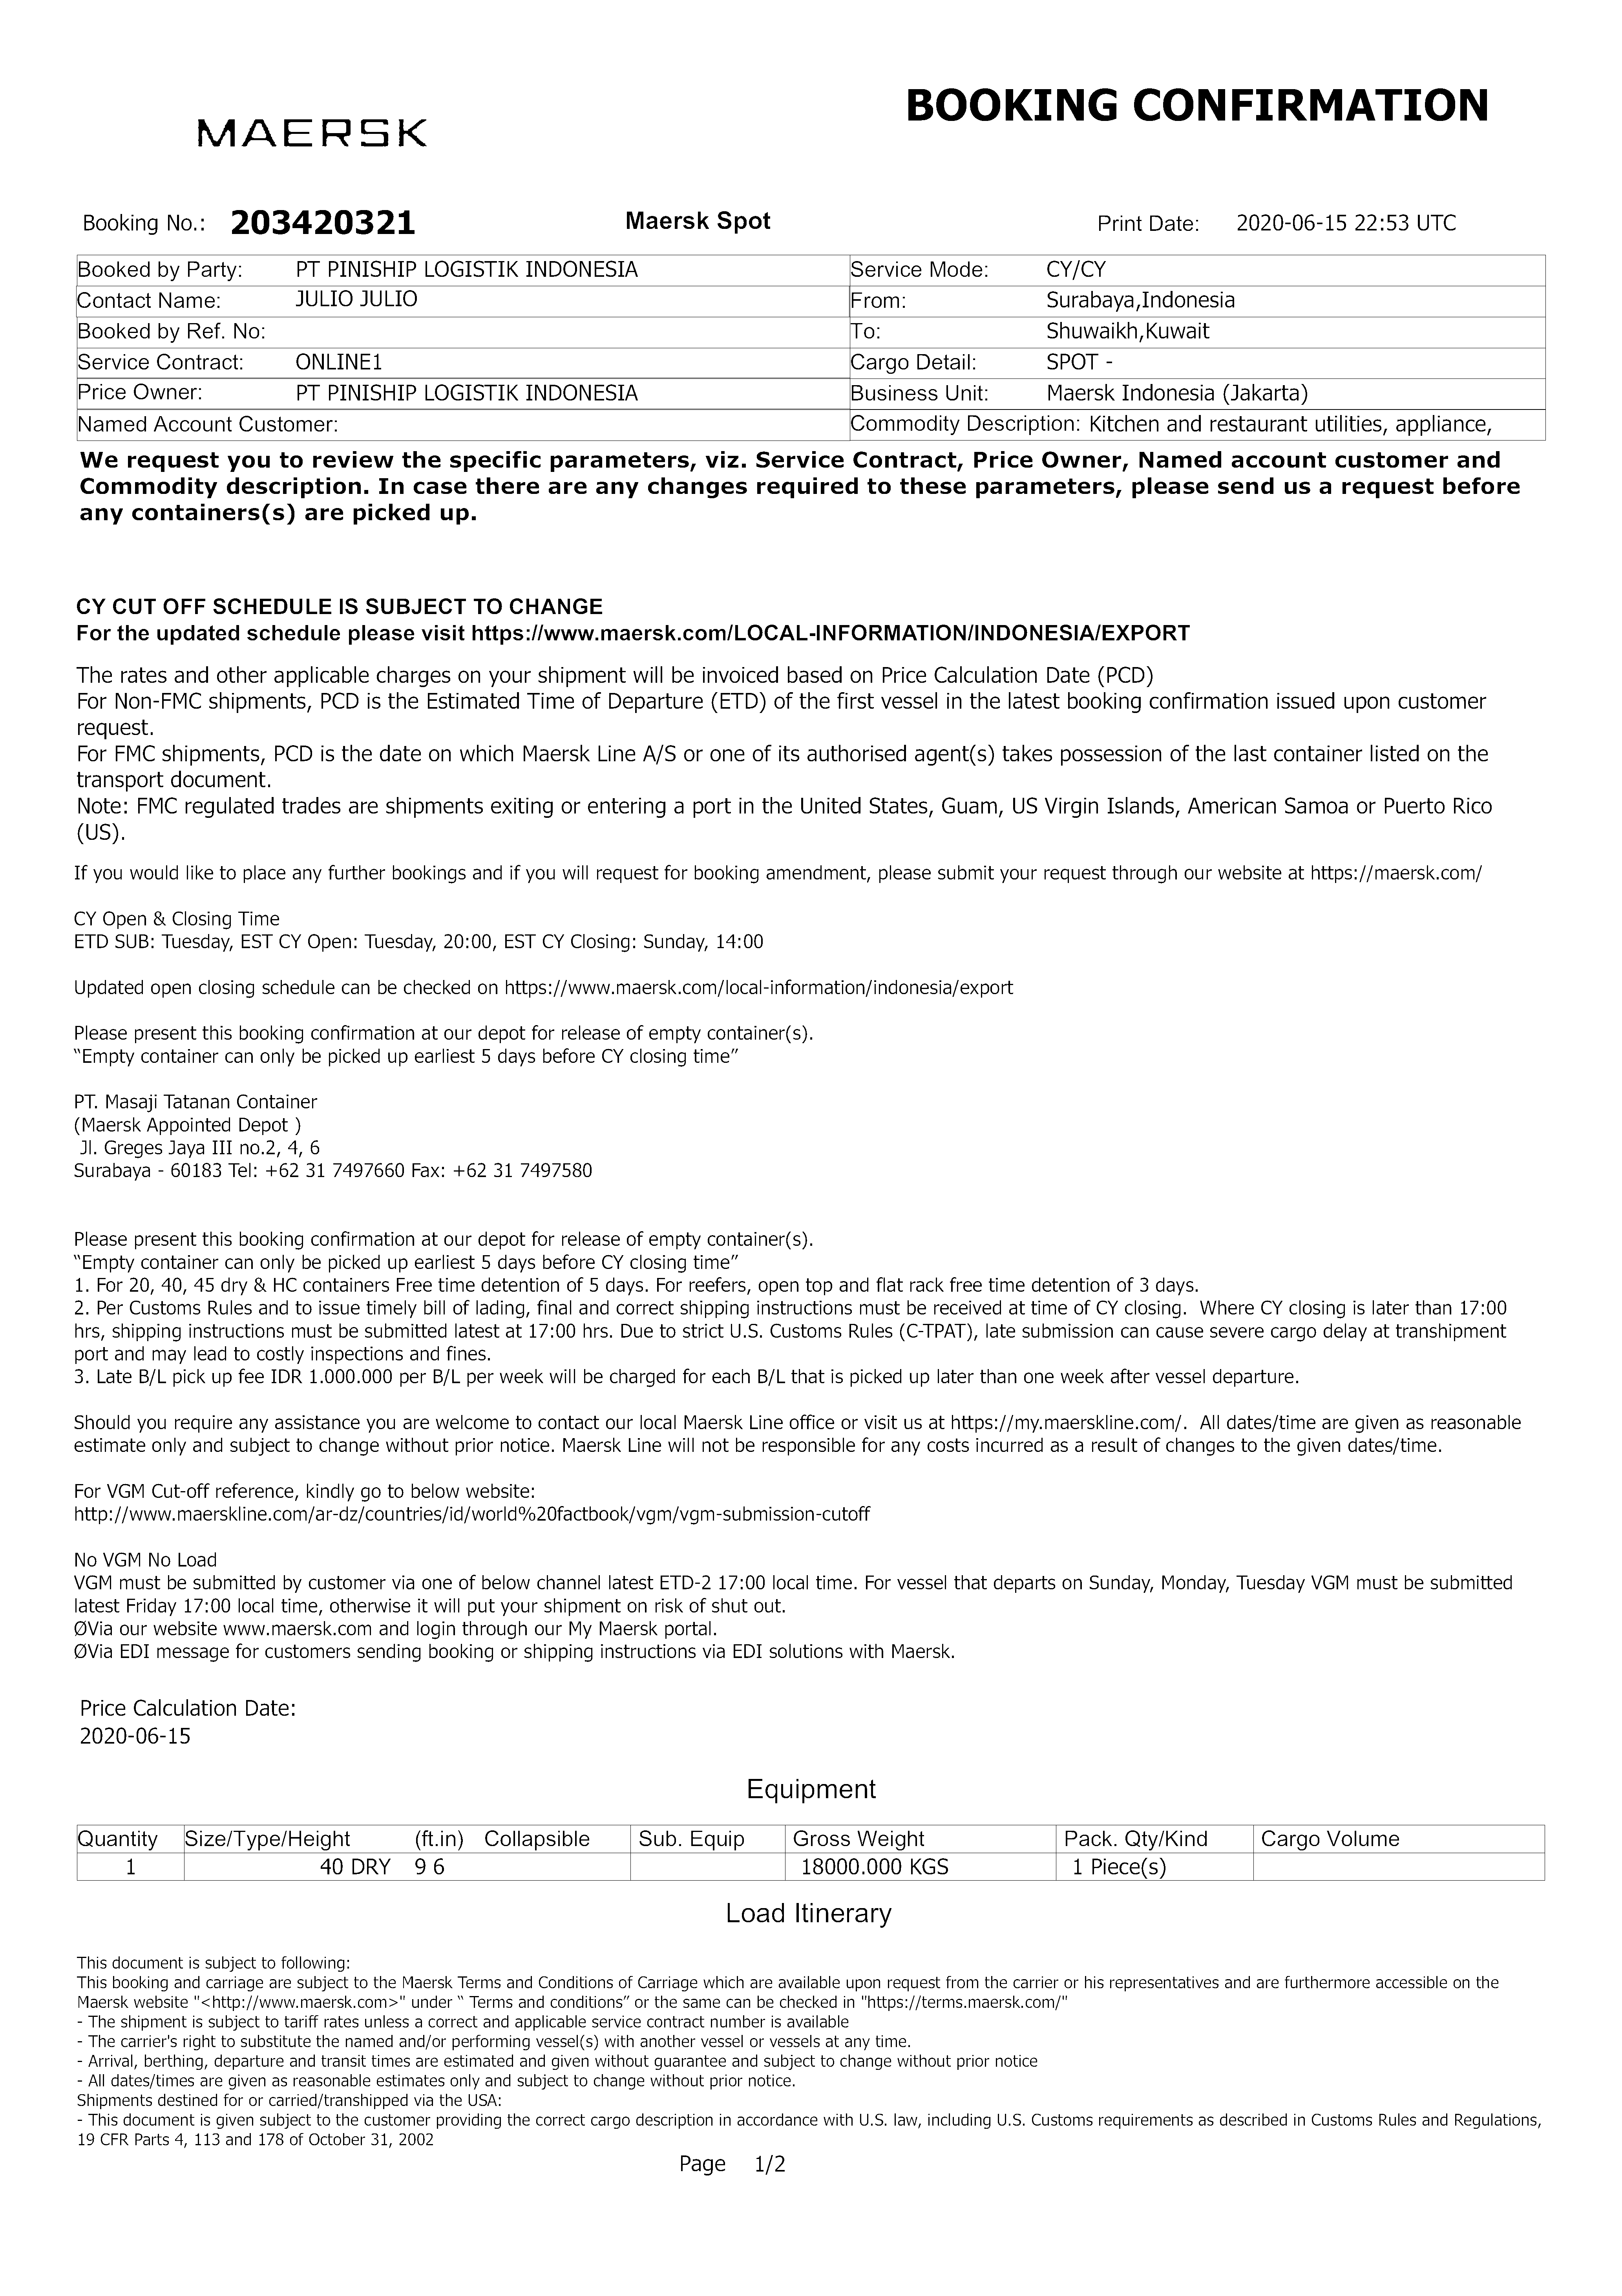 BOOKING CONFIRMATION
MAERSK
Booking No.: 203420321 Maersk Spot Print Date: 2020-06-15 22:53 UTC
Booked by Party: PT PINISHIP LOGISTIK INDONESIA Service Mode: CY/CY
Contact Name: JULIO JULIO From: Surabaya,Indonesia
Booked by Ref. No: To: Shuwaikh,Kuwait
Service Contract: ONLINE1 Cargo Detail: SPOT -
Price Owner: PT PINISHIP LOGISTIK INDONESIA Business Unit: Maersk Indonesia (Jakarta)
Named Account Customer: Commodity Description: Kitchen and restaurant utilities, appliance,
We request you to review the specific parameters, viz. Service Contract, Price Owner, Named account customer and
Commodity description. In case there are any changes required to these parameters, please send us a request before
any containers(s) are picked up.
CY CUT OFF SCHEDULE IS SUBJECT TO CHANGE
For the updated schedule please visit https://www.maersk.com/LOCAL-INFORMATION/INDONESIA/EXPORT
The rates and other applicable charges on your shipment will be invoiced based on Price Calculation Date (PCD)
For Non-FMC shipments, PCD is the Estimated Time of Departure (ETD) of the first vessel in the latest booking confirmation issued upon customer
request.
For FMC shipments, PCD is the date on which Maersk Line A/S or one of its authorised agent(s) takes possession of the last container listed on the
transport document.
Note: FMC regulated trades are shipments exiting or entering a port in the United States, Guam, US Virgin Islands, American Samoa or Puerto Rico
(US).
If you would like to place any further bookings and if you will request for booking amendment, please submit your request through our website at https://maersk.com/
CY Open & Closing Time
ETD SUB: Tuesday, EST CY Open: Tuesday, 20:00, EST CY Closing: Sunday, 14:00
Updated open closing schedule can be checked on https://www.maersk.com/local-information/indonesia/export
Please present this booking confirmation at our depot for release of empty container(s).
“Empty container can only be picked up earliest 5 days before CY closing time”
PT. Masaji Tatanan Container
(Maersk Appointed Depot )
Jl. Greges Jaya III no.2, 4, 6
Surabaya - 60183 Tel: +62 31 7497660 Fax: +62 31 7497580
Please present this booking confirmation at our depot for release of empty container(s).
“Empty container can only be picked up earliest 5 days before CY closing time”
1. For 20, 40, 45 dry & HC containers Free time detention of 5 days. For reefers, open top and flat rack free time detention of 3 days.
2. Per Customs Rules and to issue timely bill of lading, final and correct shipping instructions must be received at time of CY closing. Where CY closing is later than 17:00
hrs, shipping instructions must be submitted latest at 17:00 hrs. Due to strict U.S. Customs Rules (C-TPAT), late submission can cause severe cargo delay at transhipment
port and may lead to costly inspections and fines.
3. Late B/L pick up fee IDR 1.000.000 per B/L per week will be charged for each B/L that is picked up later than one week after vessel departure.
Should you require any assistance you are welcome to contact our local Maersk Line office or visit us at https://my.maerskline.com/. All dates/time are given as reasonable
estimate only and subject to change without prior notice. Maersk Line will not be responsible for any costs incurred as a result of changes to the given dates/time.
For VGM Cut-off reference, kindly go to below website:
http://www.maerskline.com/ar-dz/countries/id/world%20factbook/vgm/vgm-submission-cutoff
No VGM No Load
VGM must be submitted by customer via one of below channel latest ETD-2 17:00 local time. For vessel that departs on Sunday, Monday, Tuesday VGM must be submitted
latest Friday 17:00 local time, otherwise it will put your shipment on risk of shut out.
ØVia our website www.maersk.com and login through our My Maersk portal.
ØVia EDI message for customers sending booking or shipping instructions via EDI solutions with Maersk.
Price Calculation Date:
2020-06-15
Equipment
Quantity Size/Type/Height (ft.in) Collapsible Sub. Equip Gross Weight Pack. Qty/Kind Cargo Volume
1 40 DRY 9 6 18000.000 KGS 1 Piece(s)
Load Itinerary
This document is subject to following:
This booking and carriage are subject to the Maersk Terms and Conditions of Carriage which are available upon request from the carrier or his representatives and are furthermore accessible on the
Maersk website "<http://www.maersk.com>" under “ Terms and conditions” or the same can be checked in "https://terms.maersk.com/"
- The shipment is subject to tariff rates unless a correct and applicable service contract number is available
- The carrier's right to substitute the named and/or performing vessel(s) with another vessel or vessels at any time.
- Arrival, berthing, departure and transit times are estimated and given without guarantee and subject to change without prior notice
- All dates/times are given as reasonable estimates only and subject to change without prior notice.
Shipments destined for or carried/transhipped via the USA:
- This document is given subject to the customer providing the correct cargo description in accordance with U.S. law, including U.S. Customs requirements as described in Customs Rules and Regulations,
19 CFR Parts 4, 113 and 178 of October 31, 2002
Page 1/2